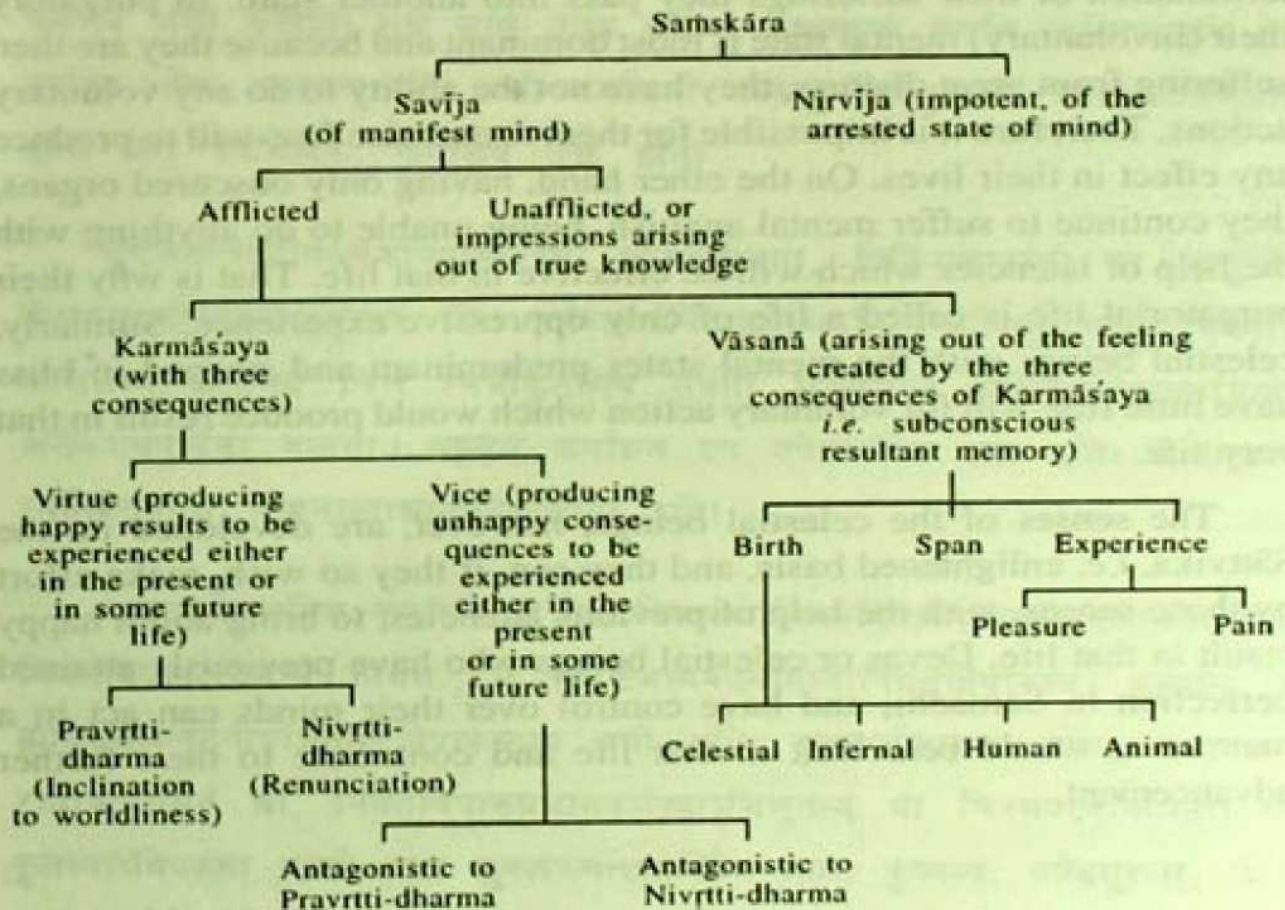 Saṁskāra
Savīja
(of manifest mind)
Nirvīja (impotent, of the
arrested state of mind)
Afflicted
Unafflicted, or
impressions arising
out of true knowledge
Karmāśaya
(with three
consequences)
Vāsanā (arising out of the feeling
created by the three
consequences of Karmāśaya
i.e. subconscious
resultant memory)
Virtue (producing
happy results to be
experienced either
in the present or
in some future
life)
Vice (producing
unhappy conse-
quences to be
experienced
either in the
present
or in some
future life)
Birth
Span
Experience
Pleasure
Pain
Pravṛtti-
dharma
(Inclination
to worldliness)
Nivṛtti-
dharma
(Renunciation)
Celestial
Infernal
Human
Animal
Antagonistic to
Pravṛtti-dharma
Antagonistic to
Nivṛtti-dharma